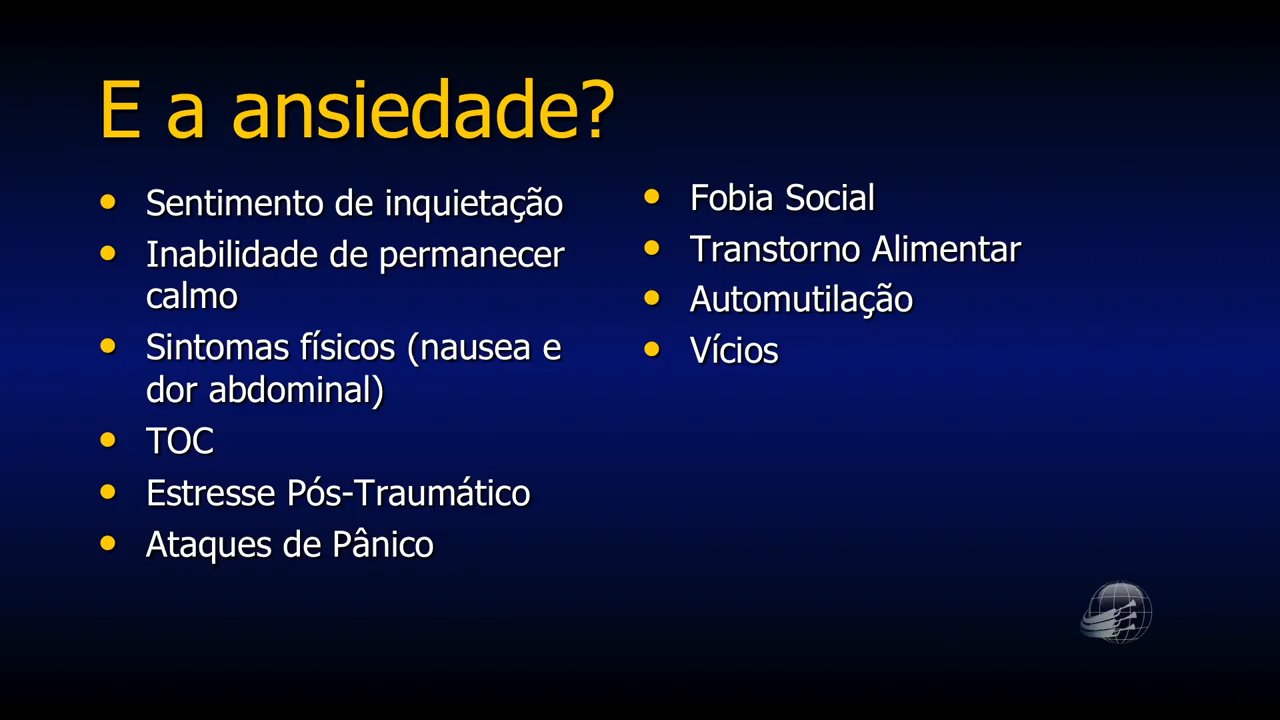 E a ansiedade?
• Sentimento de inquietação
• Inabilidade de permanecer
calmo
• Sintomas físicos (nausea e
dor abdominal)
• TOC
• Estresse Pós-Traumático
• Ataques de Pânico
• Fobia Social
• Transtorno Alimentar
• Automutilação
• Vícios